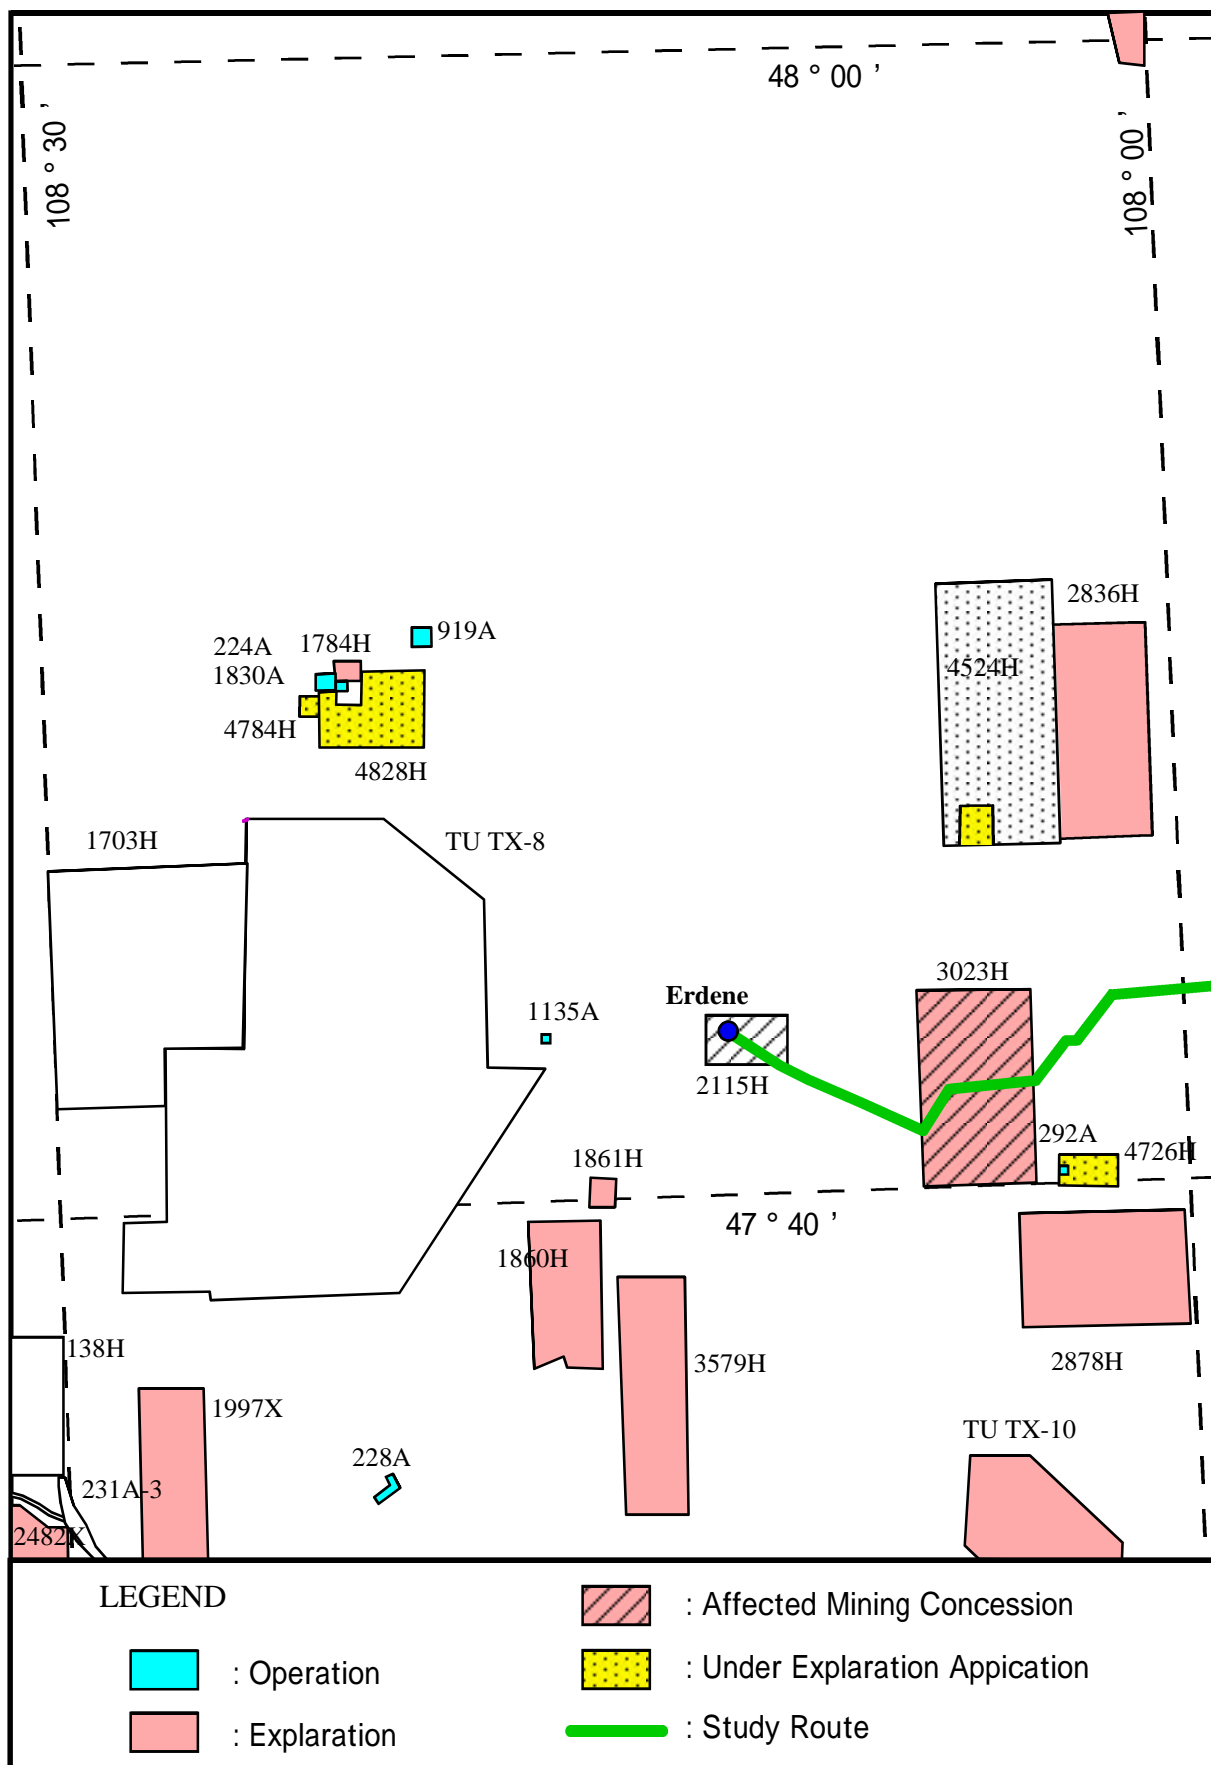 48 ° 00 ’
108 ° 30 ’
108 ° 00 ’
2836H
919A
1784H
224A
1830A
4524H
4784H
4828H
1703H
TU TX-8
3023H
Erdene
1135A
2115H
292A
4726H
1861H
47 ° 40 ’
1860H
138H
3579H
2878H
1997X
TU TX-10
228A
231A-3
2482X
LEGEND
: Affected Mining Concession
: Operation
: Under Explaration Appication
: Explaration
: Study Route